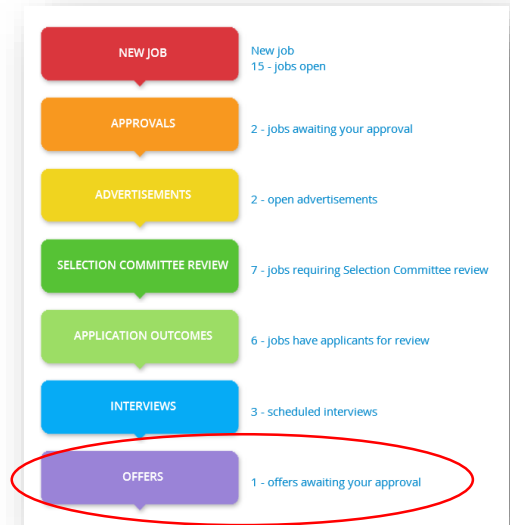 NEW JOB
New job
15 - jobs open
APPROVALS
2 - jobs awaiting your approval
ADVERTISEMENTS
2 - open advertisements
SELECTION COMMITTEE REVIEW
7 - jobs requiring Selection Committee review
APPLICATION OUTCOMES
6 - jobs have applicants for review
INTERVIEWS
3 - scheduled interviews
OFFERS
1 - offers awaiting your approval